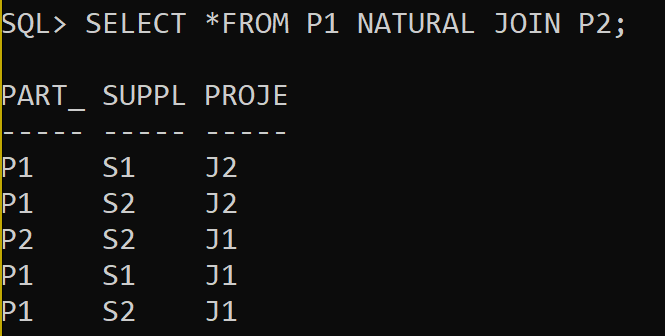 SQL> SELECT *FROM P1 NATURAL JOIN P2;
PART_ SUPPL PROJE
----- ----- -----
P1    S1    J2
P1    S2    J2
P2    S2    J1
P1    S1    J1
P1    S2    J1